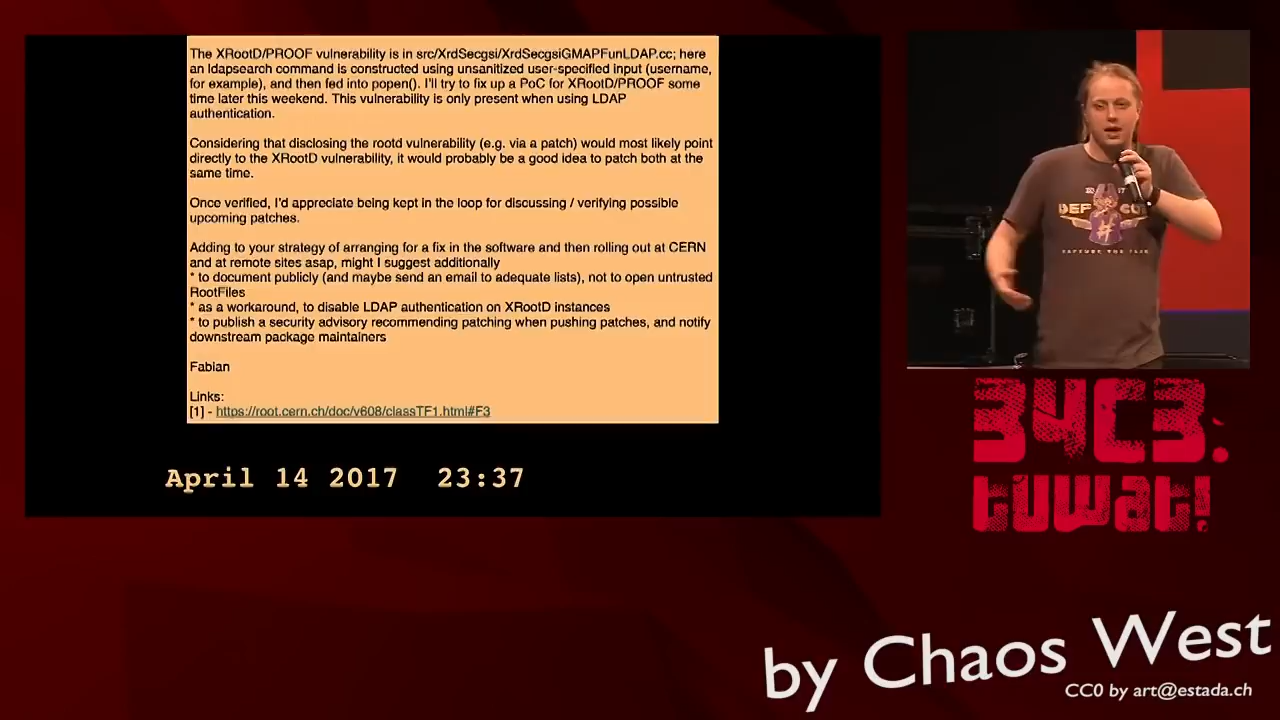 The XRootD/PROOF vulnerability is in src/XrdSecgsi/XrdSecgsiGMAPFunLDAP.cc; here
an ldapsearch command is constructed using unsanitized user-specified input (username,
for example), and then fed into popen(). I'll try to fix up a PoC for XRootD/PROOF some
time later this weekend. This vulnerability is only present when using LDAP
authentication.
Considering that disclosing the rootd vulnerability (e.g. via a patch) would most likely point
directly to the XRootD vulnerability, it would probably be a good idea to patch both at the
same time.
Once verified, I'd appreciate being kept in the loop for discussing / verifying possible
upcoming patches.
Adding to your strategy of arranging for a fix in the software and then rolling out at CERN
and at remote sites asap, might I suggest additionally
* to document publicly (and maybe send an email to adequate lists), not to open untrusted
RootFiles
* as a workaround, to disable LDAP authentication on XRootD instances
* to publish a security advisory recommending patching when pushing patches, and notify
downstream package maintainers
Fabian
Links:
[1] - https://root.cern.ch/doc/v608/classTF1.html#F3
April 14 2017 23:37
CAPTURE THE FLAG
34C3:
tuwat!
by Chaos West
CC0 by art@estada.ch